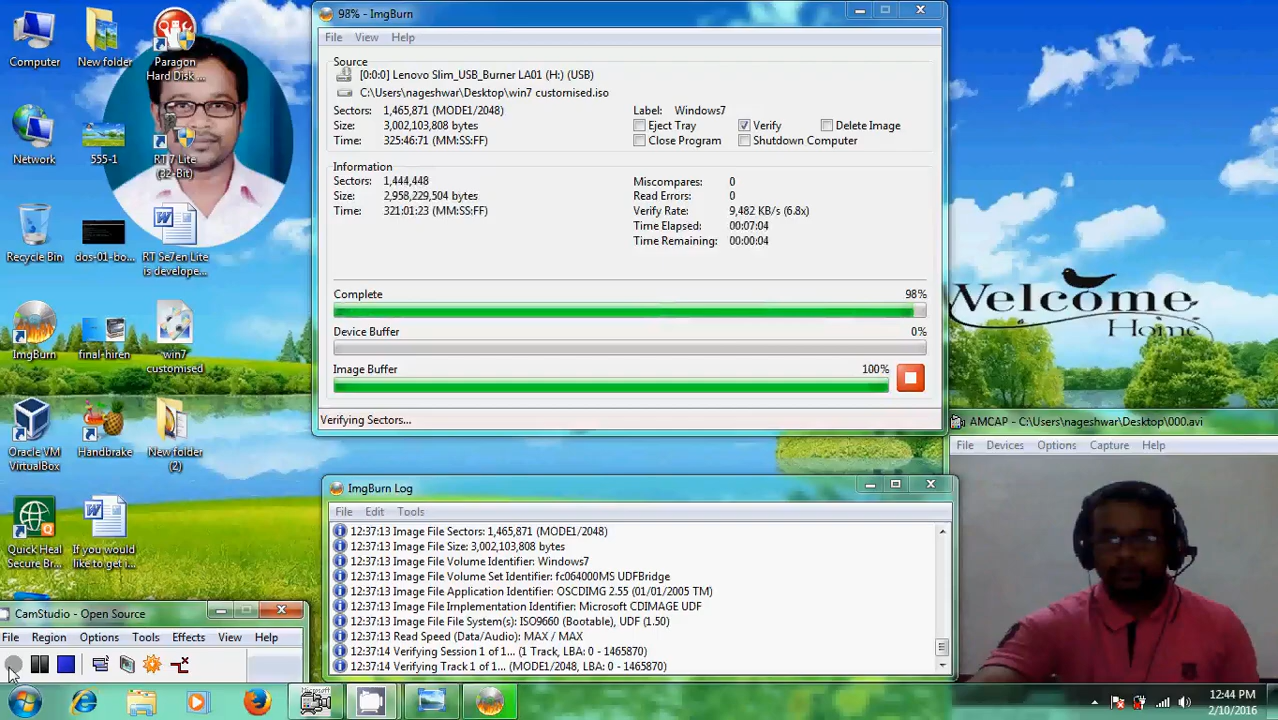 Computer
New folder
Paragon
Hard Disk ...
Network
555-1
RT 7 Lite
(32-Bit)
Recycle Bin
dos-01-bo...
RT Se7en Lite
is develope...
ImgBurn
final-hiren
win7
customised
Oracle VM
VirtualBox
Handbrake
New folder
(2)
Quick Heal
Secure Br...
If you would
like to get i...
98% - ImgBurn
File View Help
Source
[0:0:0] Lenovo Slim_USB_Burner LA01 (H:) (USB)
C:\Users\nageshwar\Desktop\win7 customised.iso
Sectors: 1,465,871 (MODE1/2048) Label: Windows7
Size: 3,002,103,808 bytes Eject Tray Verify Delete Image
Time: 325:46:71 (MM:SS:FF) Close Program Shutdown Computer
Information
Sectors: 1,444,448 Miscompares: 0
Size: 2,958,229,504 bytes Read Errors: 0
Time: 321:01:23 (MM:SS:FF) Verify Rate: 9,482 KB/s (6.8x)
Time Elapsed: 00:07:04
Time Remaining: 00:00:04
Complete 98%
Device Buffer 0%
Image Buffer 100%
Verifying Sectors...
Welcome
Home
ImgBurn Log
File Edit Tools
12:37:13 Image File Sectors: 1,465,871 (MODE1/2048)
12:37:13 Image File Size: 3,002,103,808 bytes
12:37:13 Image File Volume Identifier: Windows7
12:37:13 Image File Volume Set Identifier: fc064000MS UDFBridge
12:37:13 Image File Application Identifier: OSCDIMG 2.55 (01/01/2005 TM)
12:37:13 Image File Implementation Identifier: Microsoft CDIMAGE UDF
12:37:13 Image File File System(s): ISO9660 (Bootable), UDF (1.50)
12:37:13 Read Speed (Data/Audio): MAX / MAX
12:37:14 Verifying Session 1 of 1... (1 Track, LBA: 0 - 1465870)
12:37:14 Verifying Track 1 of 1... (MODE1/2048, LBA: 0 - 1465870)
AMCAP - C:\Users\nageshwar\Desktop\000.avi
File Devices Options Capture Help
CamStudio - Open Source
File Region Options Tools Effects View Help
12:44 PM
2/10/2016